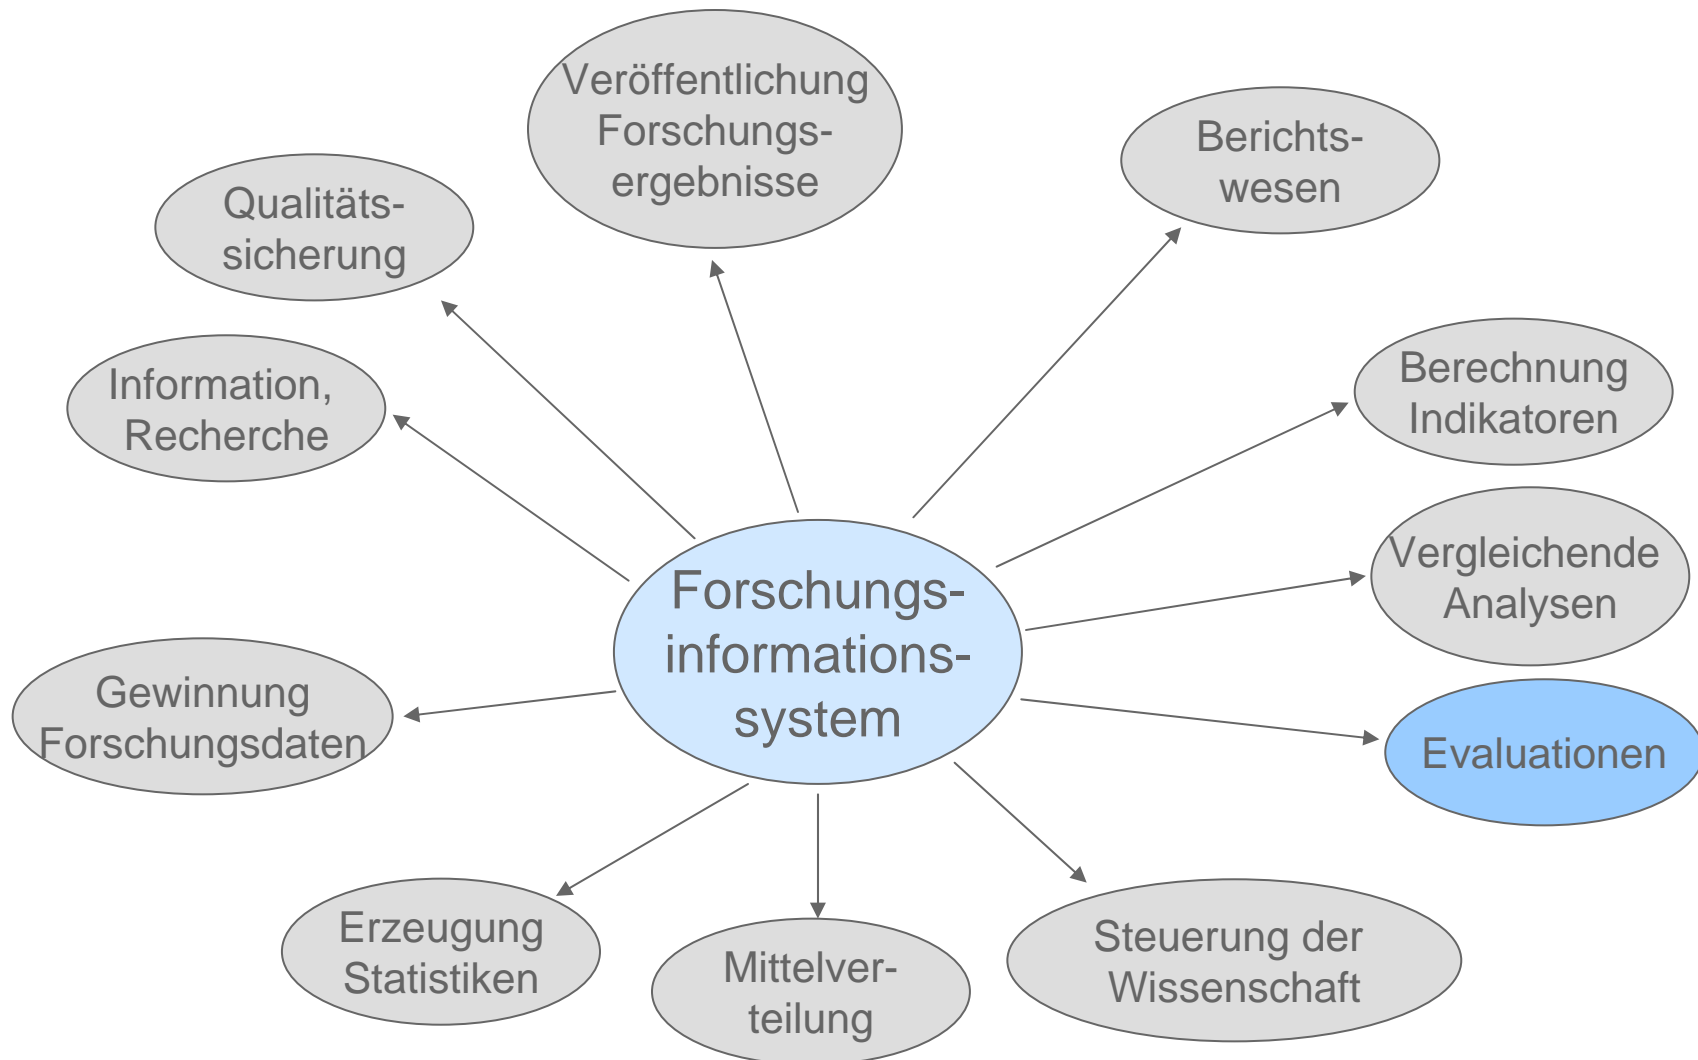 Veröffentlichung
Forschungs-
ergebnisse
Berichts-
wesen
Qualitäts-
sicherung
Information,
Recherche
Berechnung
Indikatoren
Vergleichende
Analysen
Forschungs-
informations-
system
Gewinnung
Forschungsdaten
Evaluationen
Erzeugung
Statistiken
Mittelver-
teilung
Steuerung der
Wissenschaft